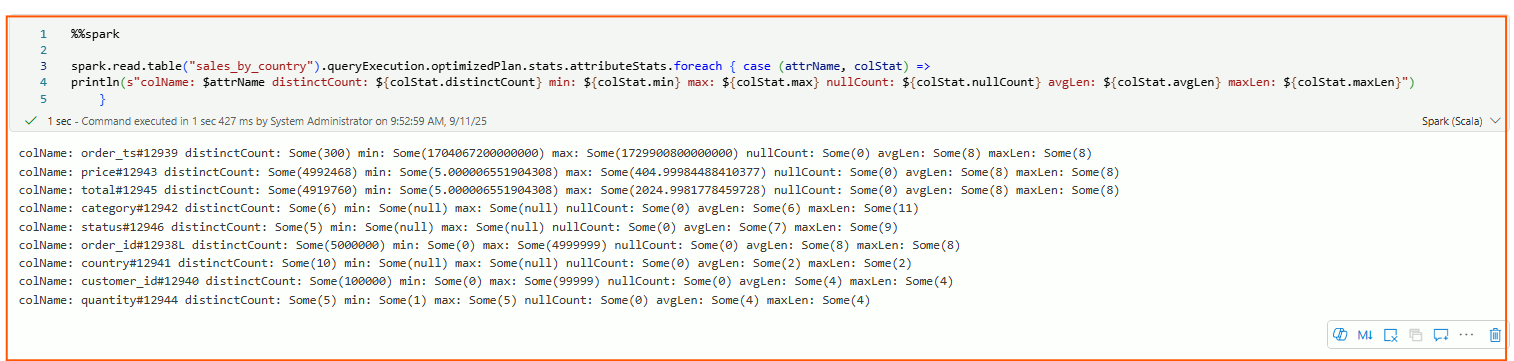 1 %%spark
2
3 spark.read.table("sales_by_country").queryExecution.optimizedPlan.stats.attributeStats.foreach { case (attrName, colStat) =>
4 println(s"colName: $attrName distinctCount: ${colStat.distinctCount} min: ${colStat.min} max: ${colStat.max} nullCount: ${colStat.nullCount} avgLen: ${colStat.avgLen} maxLen: ${colStat.maxLen}")
5 }
1 sec - Command executed in 1 sec 427 ms by System Administrator on 9:52:59 AM, 9/11/25 Spark (Scala)
colName: order_ts#12939 distinctCount: Some(300) min: Some(1704067200000000) max: Some(1729900800000000) nullCount: Some(0) avgLen: Some(8) maxLen: Some(8)
colName: price#12943 distinctCount: Some(4992468) min: Some(5.000006551904308) max: Some(404.99984488410377) nullCount: Some(0) avgLen: Some(8) maxLen: Some(8)
colName: total#12945 distinctCount: Some(4919760) min: Some(5.000006551904308) max: Some(2024.9981778459728) nullCount: Some(0) avgLen: Some(8) maxLen: Some(8)
colName: category#12942 distinctCount: Some(6) min: Some(null) max: Some(null) nullCount: Some(0) avgLen: Some(6) maxLen: Some(11)
colName: status#12946 distinctCount: Some(5) min: Some(null) max: Some(null) nullCount: Some(0) avgLen: Some(7) maxLen: Some(9)
colName: order_id#12938L distinctCount: Some(5000000) min: Some(0) max: Some(4999999) nullCount: Some(0) avgLen: Some(8) maxLen: Some(8)
colName: country#12941 distinctCount: Some(10) min: Some(null) max: Some(null) nullCount: Some(0) avgLen: Some(2) maxLen: Some(2)
colName: customer_id#12940 distinctCount: Some(100000) min: Some(0) max: Some(99999) nullCount: Some(0) avgLen: Some(4) maxLen: Some(4)
colName: quantity#12944 distinctCount: Some(5) min: Some(1) max: Some(5) nullCount: Some(0) avgLen: Some(4) maxLen: Some(4)
M↓